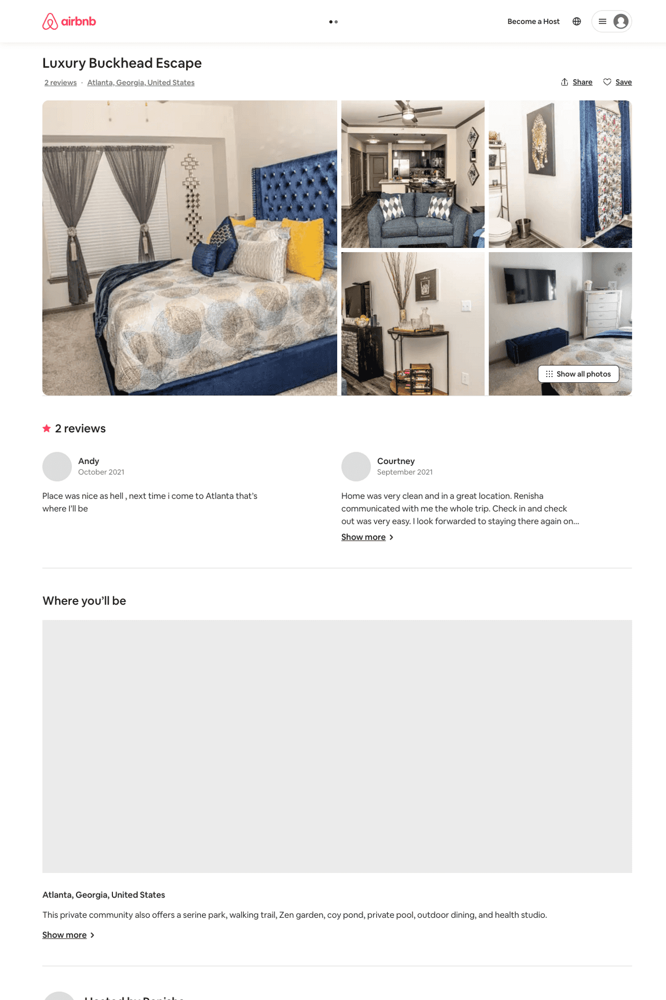 airbnb
Become a Host
Luxury Buckhead Escape
2 reviews · Atlanta, Georgia, United States
Share
Save
Show all photos
2 reviews
Andy
October 2021
Place was nice as hell , next time i come to Atlanta that’s
where I’ll be
Courtney
September 2021
Home was very clean and in a great location. Renisha
communicated with me the whole trip. Check in and check
out was very easy. I look forwarded to staying there again on...
Show more
Where you’ll be
Atlanta, Georgia, United States
This private community also offers a serine park, walking trail, Zen garden, coy pond, private pool, outdoor dining, and health studio.
Show more
Hosted by Renisha